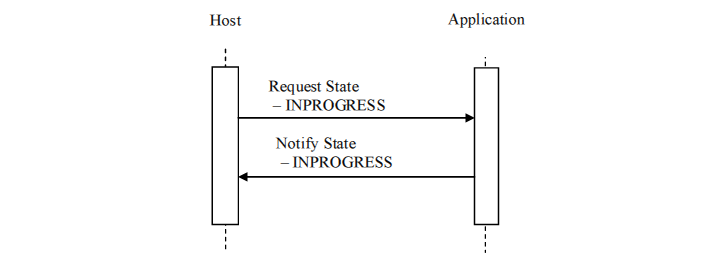 Host
Application
Request State
– INPROGRESS
Notify State
– INPROGRESS